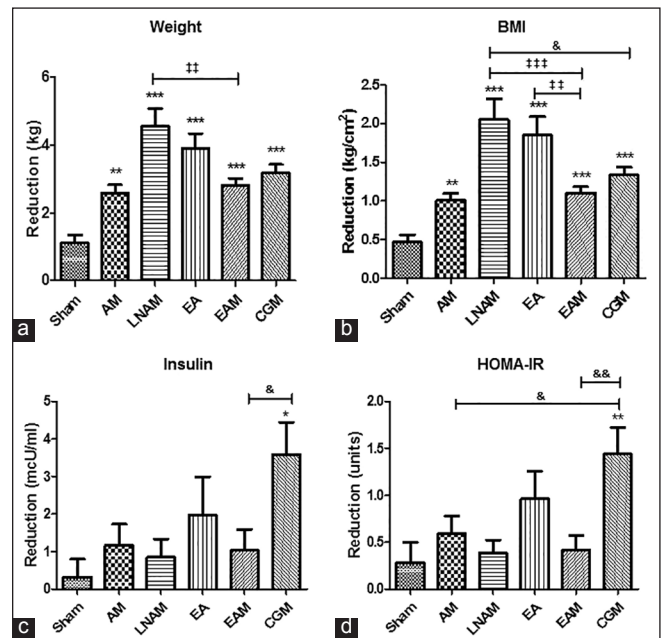 Weight
Reduction (kg)
6
4
2
0
‡‡
**
***
***
***
***
Sham
AM
LNAM
EA
EAM
CGM
a
BMI
Reduction (kg/cm²)
2.5
2.0
1.5
1.0
0.5
0.0
&
‡‡‡
‡‡
**
***
***
***
***
Sham
AM
LNAM
EA
EAM
CGM
b
Insulin
Reduction (mcU/ml)
5
4
3
2
1
0
&
*
Sham
AM
LNAM
EA
EAM
CGM
c
HOMA-IR
Reduction (units)
2.0
1.5
1.0
0.5
0.0
&&
&
**
Sham
AM
LNAM
EA
EAM
CGM
d